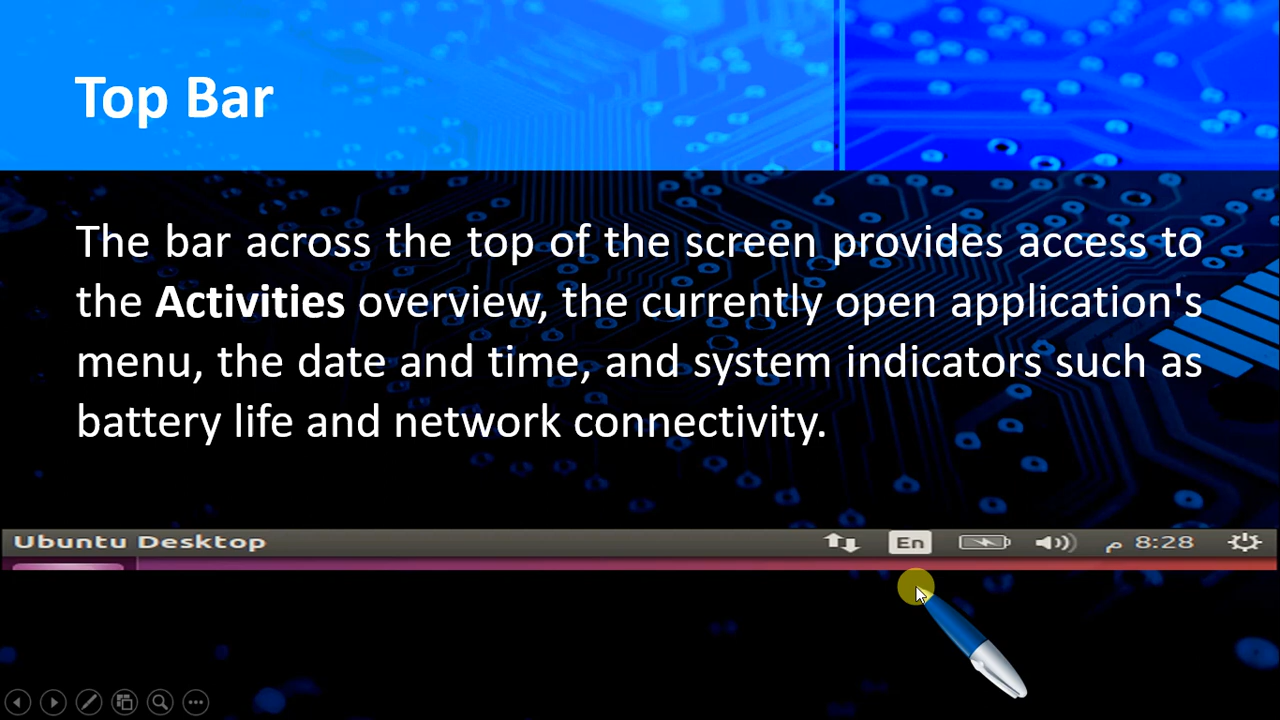 Top Bar
The bar across the top of the screen provides access to
the Activities overview, the currently open application's
menu, the date and time, and system indicators such as
battery life and network connectivity.
Ubuntu Desktop En م 8:28